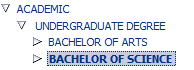 ACADEMIC
UNDERGRADUATE DEGREE
BACHELOR OF ARTS
BACHELOR OF SCIENCE